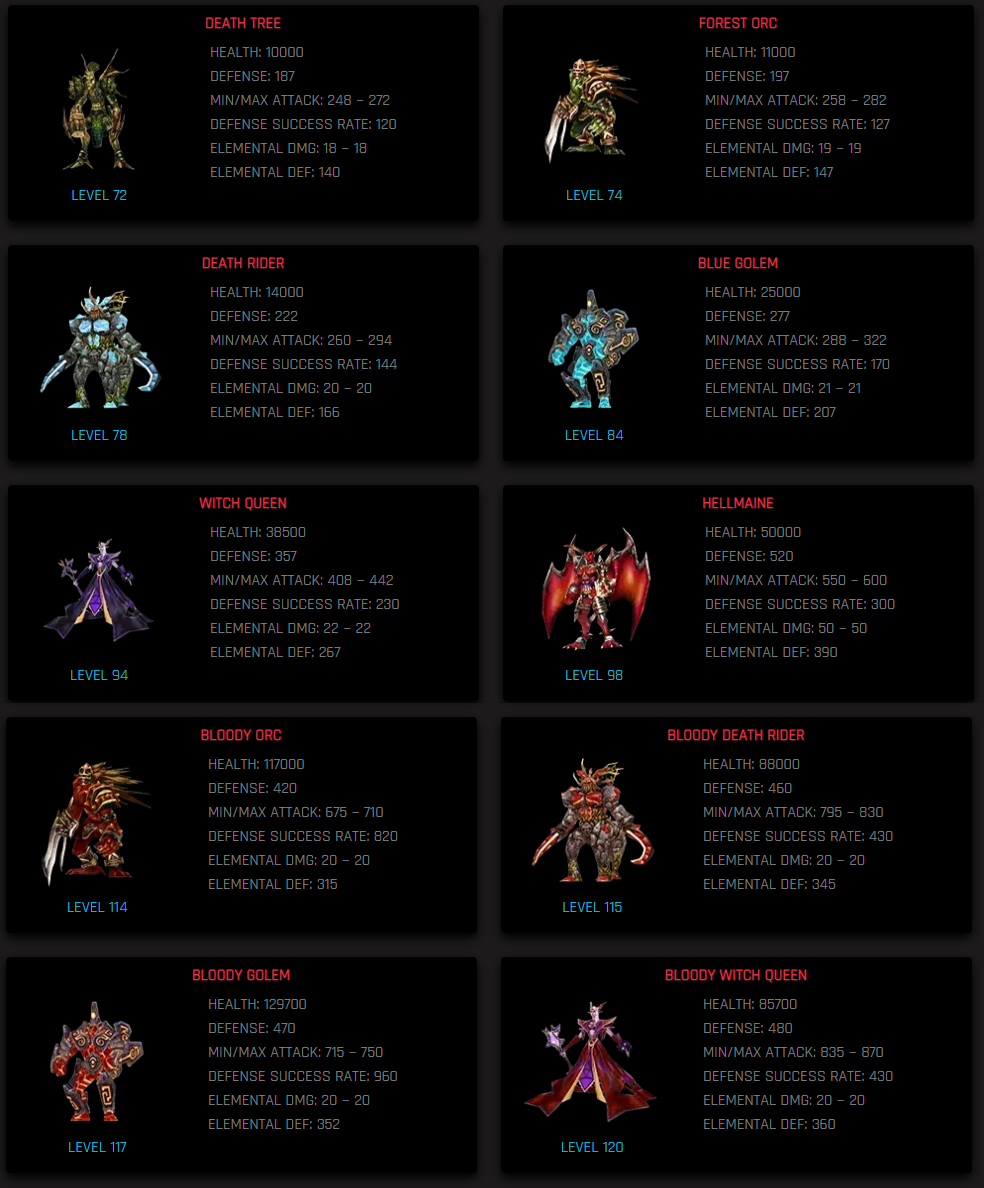 DEATH TREE
HEALTH: 10000
DEFENSE: 187
MIN/MAX ATTACK: 248 – 272
DEFENSE SUCCESS RATE: 120
ELEMENTAL DMG: 18 – 18
ELEMENTAL DEF: 140
LEVEL 72
FOREST ORC
HEALTH: 11000
DEFENSE: 197
MIN/MAX ATTACK: 258 – 282
DEFENSE SUCCESS RATE: 127
ELEMENTAL DMG: 19 – 19
ELEMENTAL DEF: 147
LEVEL 74
DEATH RIDER
HEALTH: 14000
DEFENSE: 222
MIN/MAX ATTACK: 260 – 294
DEFENSE SUCCESS RATE: 144
ELEMENTAL DMG: 20 – 20
ELEMENTAL DEF: 166
LEVEL 78
BLUE GOLEM
HEALTH: 25000
DEFENSE: 277
MIN/MAX ATTACK: 288 – 322
DEFENSE SUCCESS RATE: 170
ELEMENTAL DMG: 21 – 21
ELEMENTAL DEF: 207
LEVEL 84
WITCH QUEEN
HEALTH: 38500
DEFENSE: 357
MIN/MAX ATTACK: 408 – 442
DEFENSE SUCCESS RATE: 230
ELEMENTAL DMG: 22 – 22
ELEMENTAL DEF: 267
LEVEL 94
HELLMAINE
HEALTH: 50000
DEFENSE: 520
MIN/MAX ATTACK: 550 – 600
DEFENSE SUCCESS RATE: 300
ELEMENTAL DMG: 50 – 50
ELEMENTAL DEF: 390
LEVEL 98
BLOODY ORC
HEALTH: 117000
DEFENSE: 420
MIN/MAX ATTACK: 675 – 710
DEFENSE SUCCESS RATE: 820
ELEMENTAL DMG: 20 – 20
ELEMENTAL DEF: 315
LEVEL 114
BLOODY DEATH RIDER
HEALTH: 88000
DEFENSE: 460
MIN/MAX ATTACK: 795 – 830
DEFENSE SUCCESS RATE: 430
ELEMENTAL DMG: 20 – 20
ELEMENTAL DEF: 345
LEVEL 115
BLOODY GOLEM
HEALTH: 129700
DEFENSE: 470
MIN/MAX ATTACK: 715 – 750
DEFENSE SUCCESS RATE: 960
ELEMENTAL DMG: 20 – 20
ELEMENTAL DEF: 352
LEVEL 117
BLOODY WITCH QUEEN
HEALTH: 85700
DEFENSE: 480
MIN/MAX ATTACK: 835 – 870
DEFENSE SUCCESS RATE: 430
ELEMENTAL DMG: 20 – 20
ELEMENTAL DEF: 360
LEVEL 120